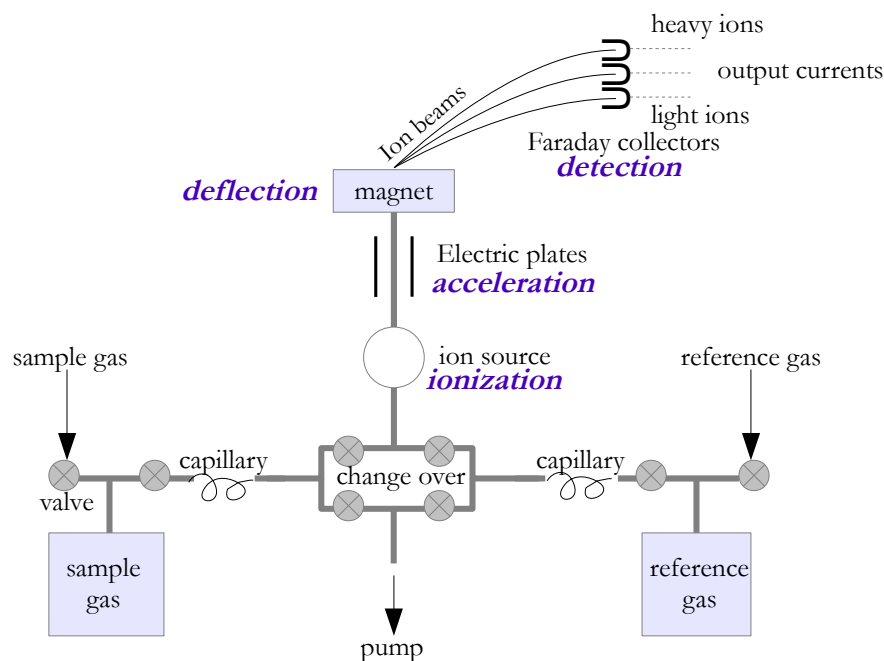 heavy ions
output currents
light ions
Ion beams
Faraday collectors
detection
deflection
magnet
Electric plates
acceleration
sample gas
ion source
reference gas
ionization
capillary
change over
capillary
valve
sample
gas
reference
gas
pump